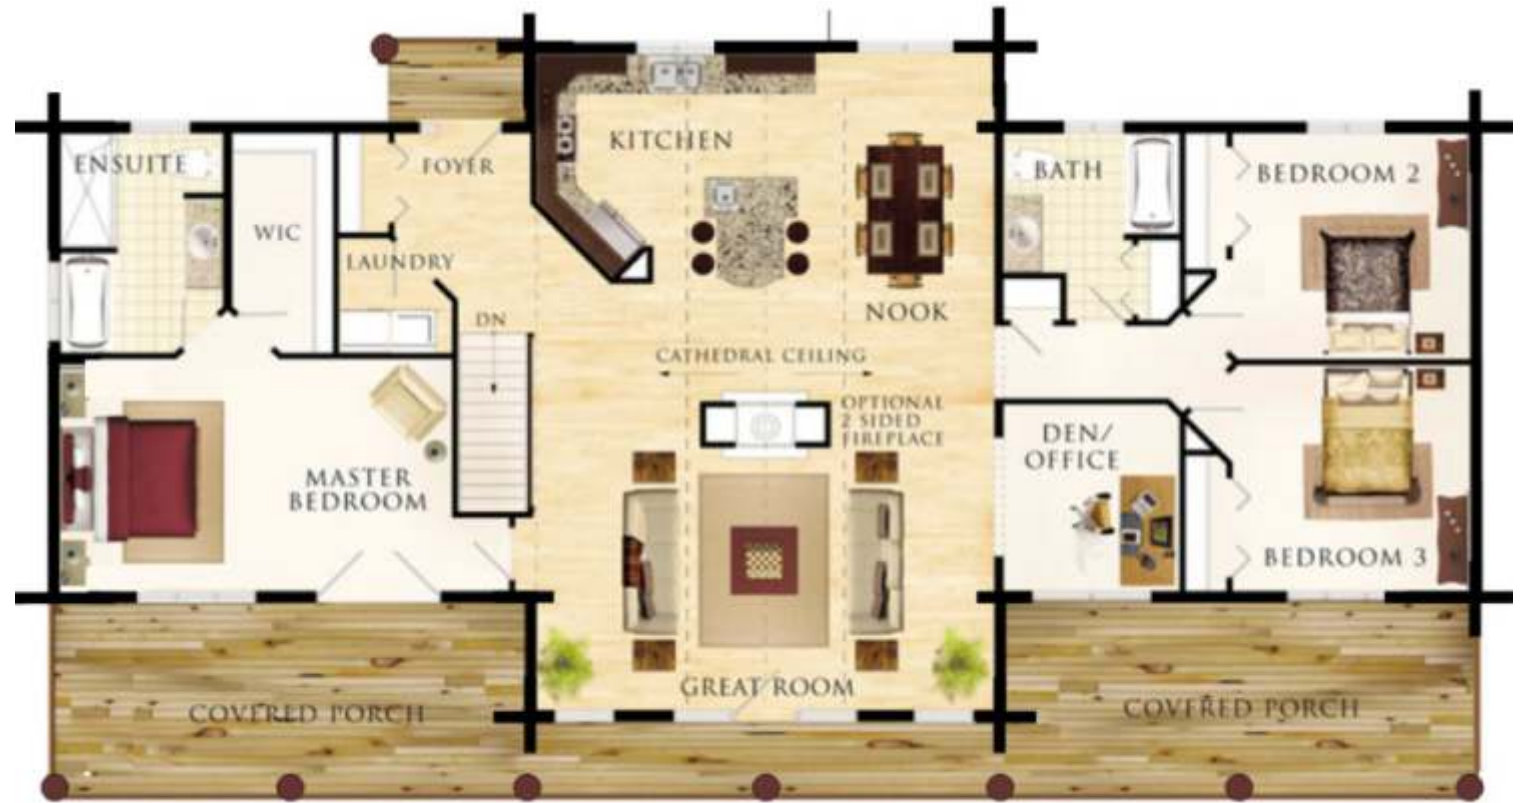 ENSUITE
WIC
FOYER
LAUNDRY
DN
KITCHEN
NOOK
CATHEDRAL CEILING
OPTIONAL
2 SIDED
FIREPLACE
BATH
BEDROOM 2
DEN/
OFFICE
BEDROOM 3
MASTER
BEDROOM
GREAT ROOM
COVERED PORCH
COVERED PORCH